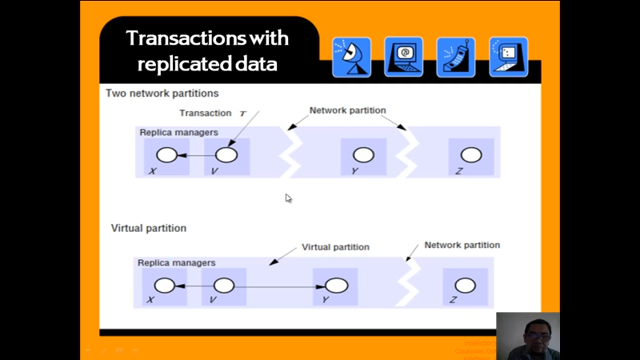 Transactions with
replicated data
Two network partitions
Transaction T
Network partition
Replica managers
X
V
Y
Z
Virtual partition
Virtual partition
Network partition
Replica managers
X
V
Y
Z